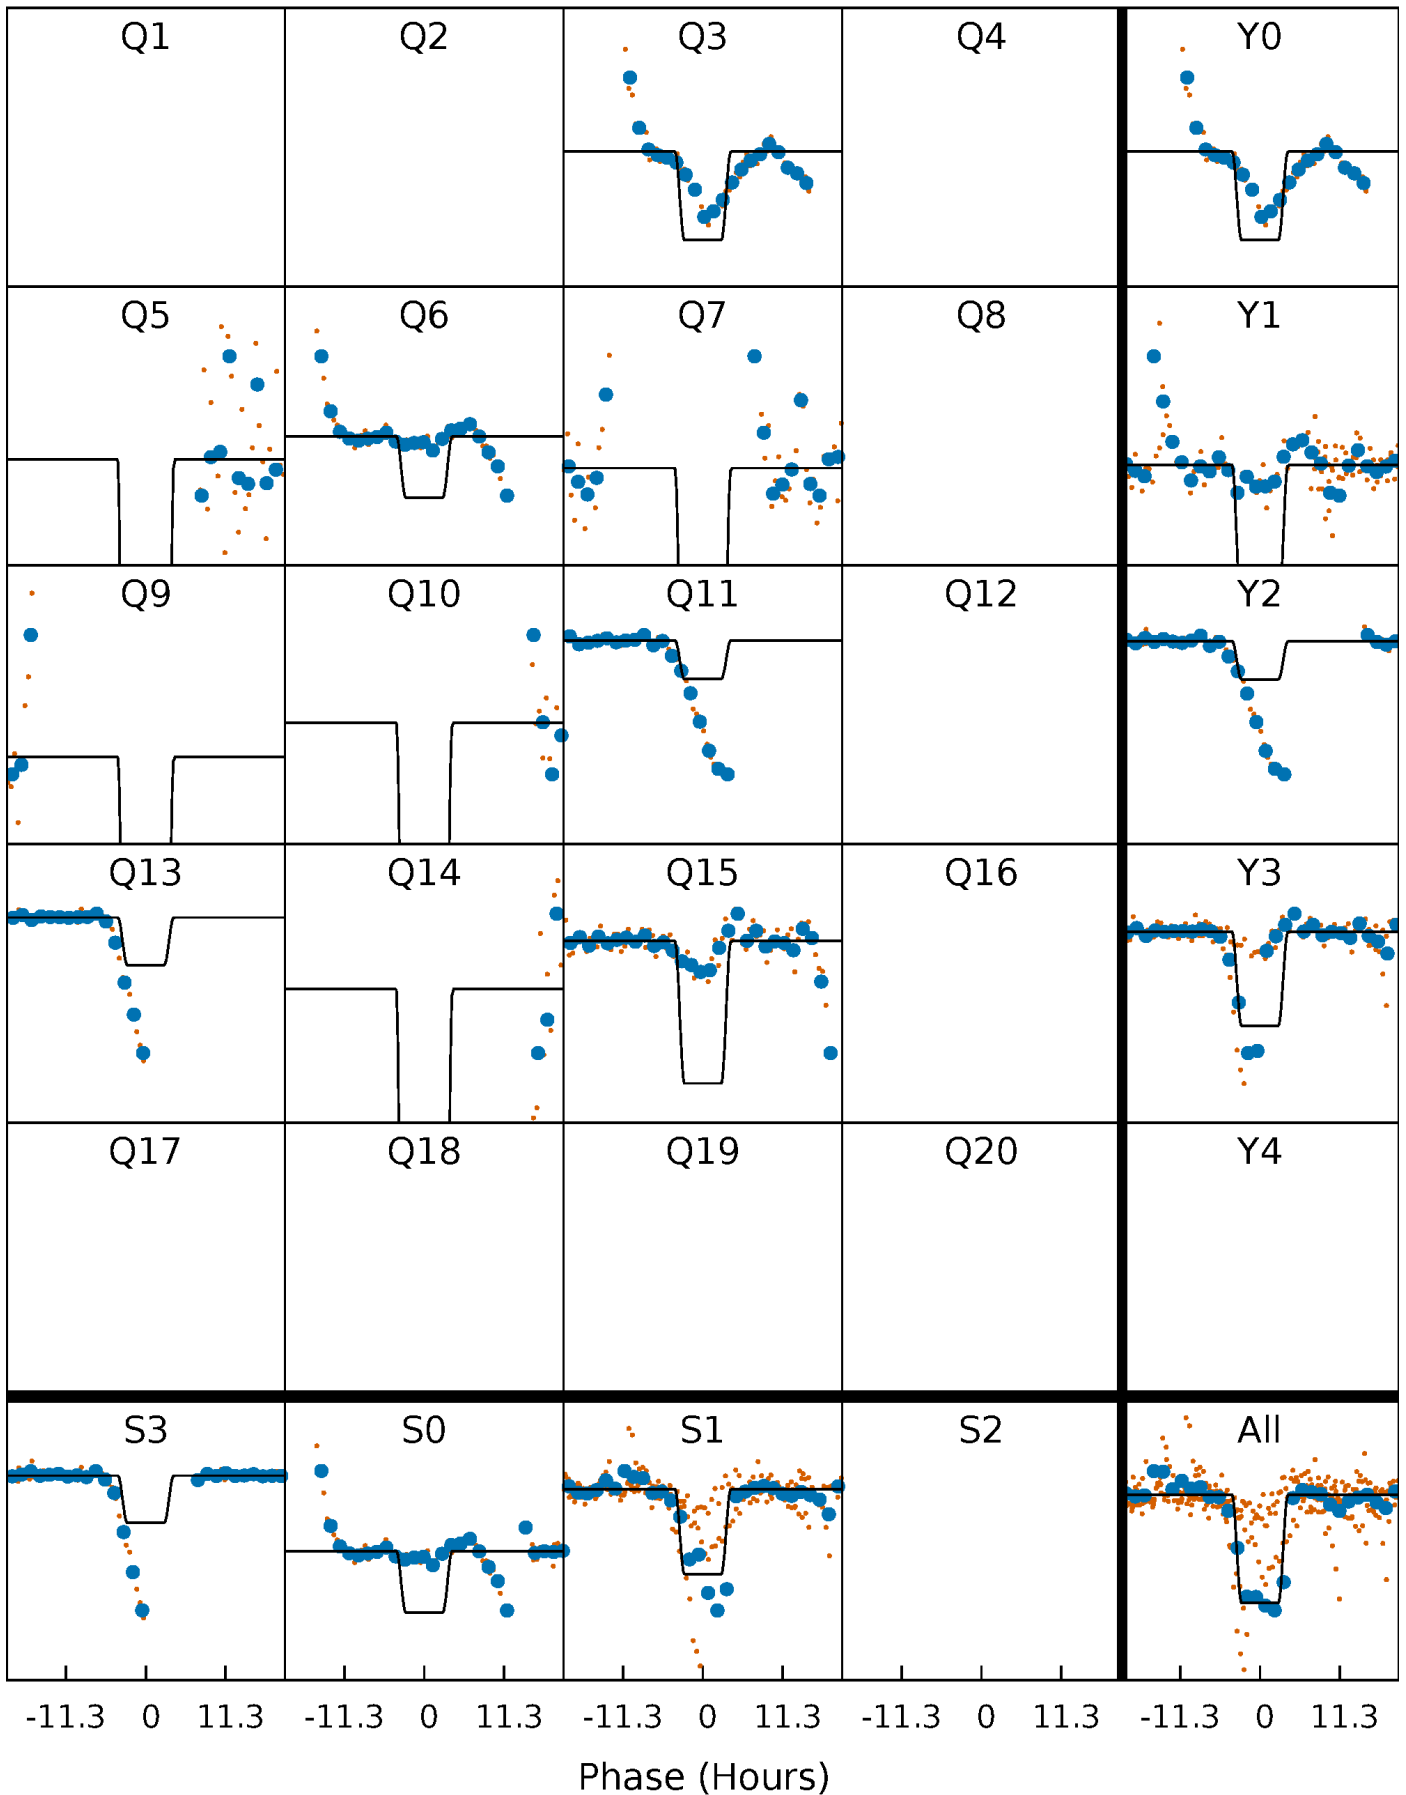 Q1 Q2 Q3 Q4 Y0
Q5 Q6 Q7 Q8 Y1
Q9 Q10 Q11 Q12 Y2
Q13 Q14 Q15 Q16 Y3
Q17 Q18 Q19 Q20 Y4
S3 S0 S1 S2 All
-11.3 0 11.3 -11.3 0 11.3 -11.3 0 11.3 -11.3 0 11.3 -11.3 0 11.3
Phase (Hours)